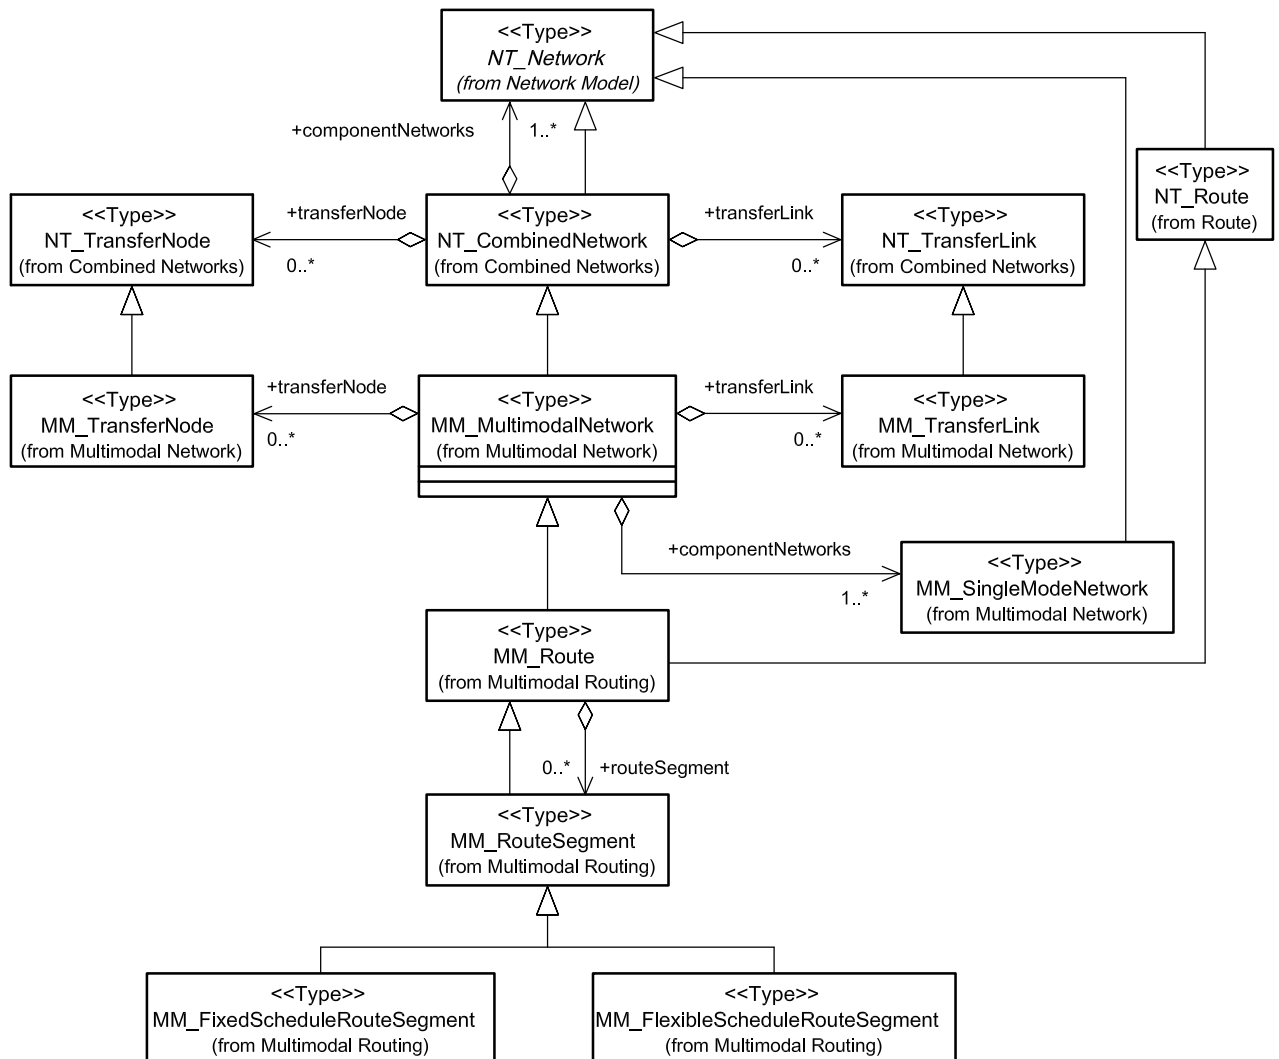 <<Type>>
NT_Network
(from Network Model)
+componentNetworks
1..*
<<Type>>
NT_Route
(from Route)
<<Type>>
NT_TransferNode
(from Combined Networks)
+transferNode
0..*
<<Type>>
NT_CombinedNetwork
(from Combined Networks)
+transferLink
0..*
<<Type>>
NT_TransferLink
(from Combined Networks)
<<Type>>
MM_TransferNode
(from Multimodal Network)
+transferNode
0..*
<<Type>>
MM_MultimodalNetwork
(from Multimodal Network)
+transferLink
0..*
<<Type>>
MM_TransferLink
(from Multimodal Network)
+componentNetworks
1..*
<<Type>>
MM_SingleModeNetwork
(from Multimodal Network)
<<Type>>
MM_Route
(from Multimodal Routing)
0..*
+routeSegment
<<Type>>
MM_RouteSegment
(from Multimodal Routing)
<<Type>>
MM_FixedScheduleRouteSegment
(from Multimodal Routing)
<<Type>>
MM_FlexibleScheduleRouteSegment
(from Multimodal Routing)